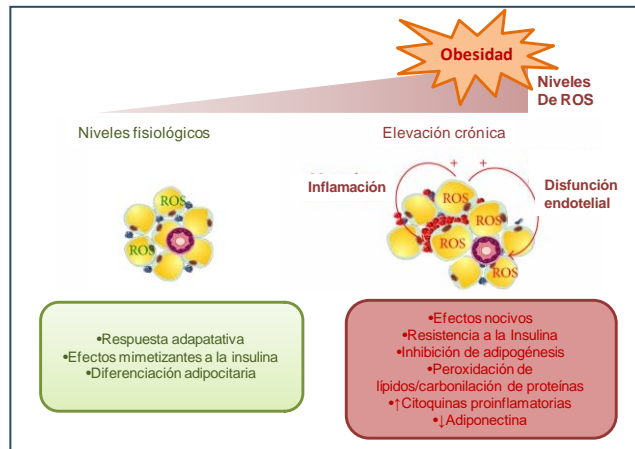 Obesidad
Niveles
De ROS
Niveles fisiológicos
Elevación crónica
Inflamación
Disfunción
endotelial
ROS
ROS
ROS
ROS
ROS
ROS
•Respuesta adapatativa
•Efectos mimetizantes a la insulina
•Diferenciación adipocitaria
•Efectos nocivos
•Resistencia a la Insulina
•Inhibición de adipogénesis
•Peroxidación de
lípidos/carbonilación de proteínas
•↑Citoquinas proinflamatorias
•↓Adiponectina
+
+